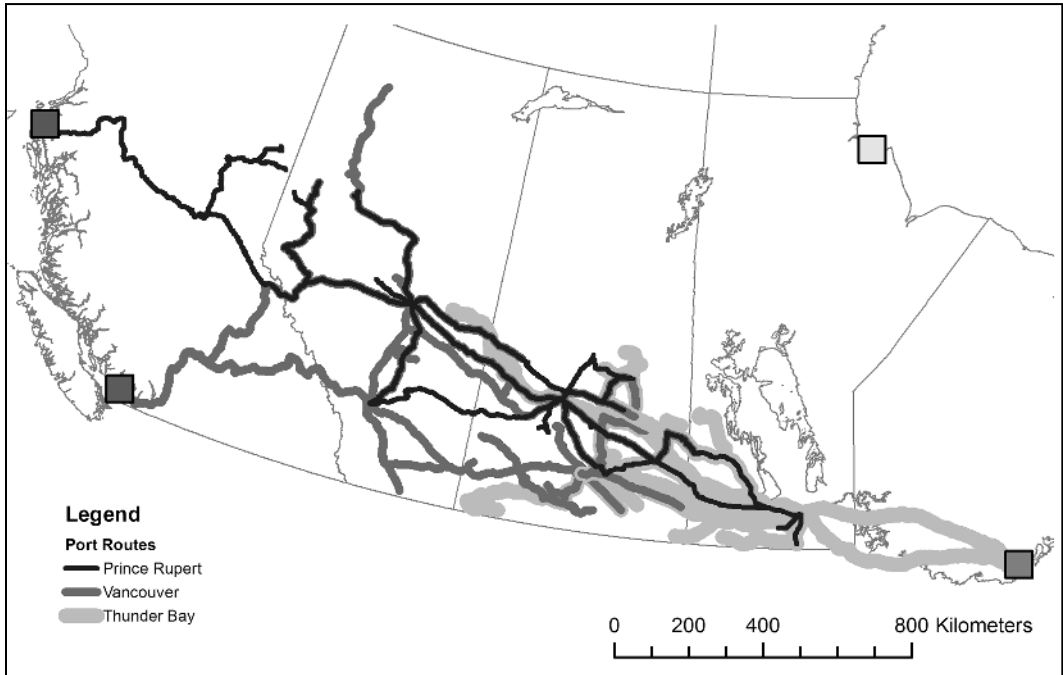 Legend
Port Routes
Prince Rupert
Vancouver
Thunder Bay
0 200 400 800 Kilometers